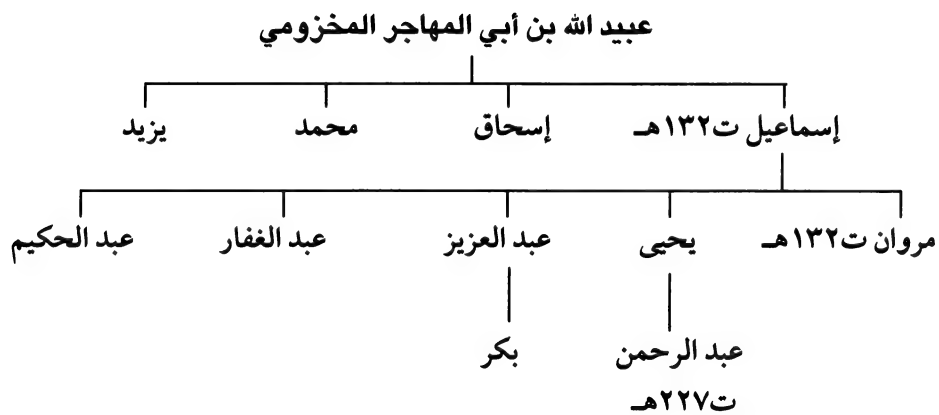 عبيد الله بن أبي المهاجر المخزومي
إسماعيل ت١٣٢هـ إسحاق محمد يزيد
مروان ت١٣٢هـ يحيى عبد العزيز عبد الغفار عبد الحكيم
عبد الرحمن بكر
ت٢٢٧هـ